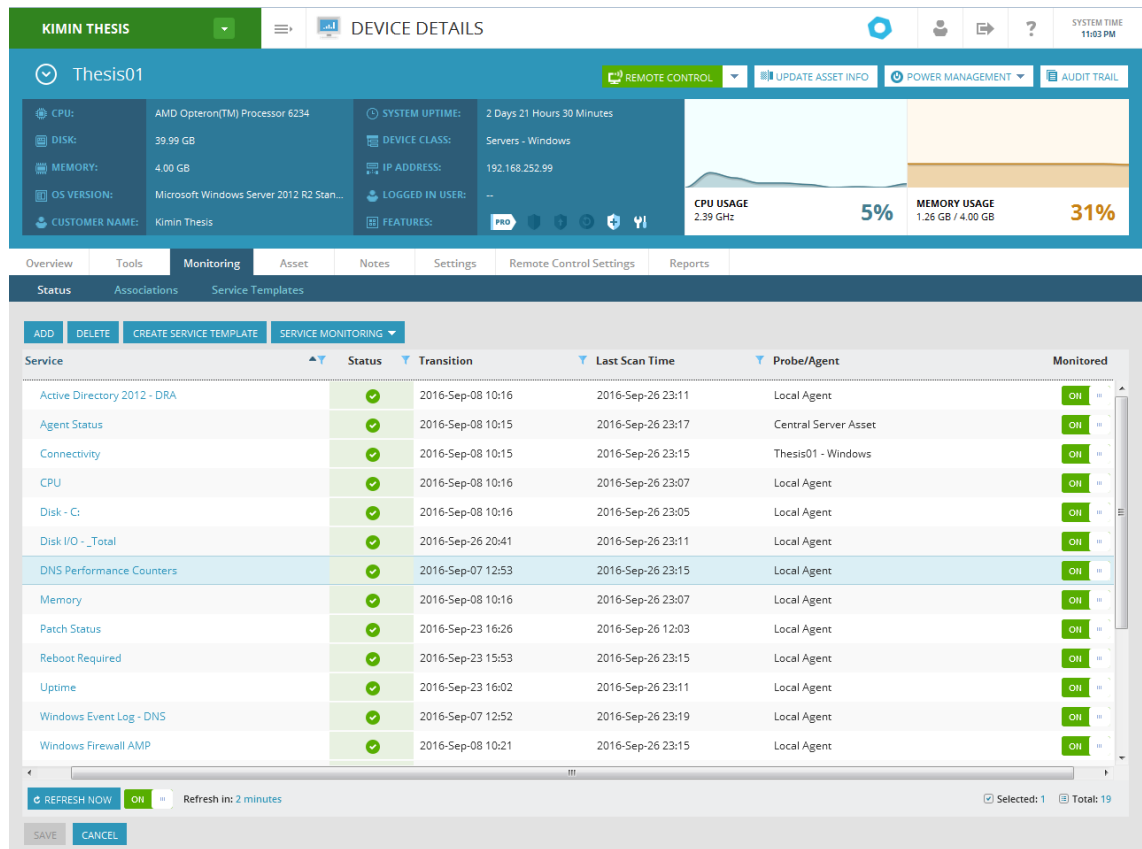 KIMIN THESIS
DEVICE DETAILS
?
SYSTEM TIME
11:03 PM
Thesis01
REMOTE CONTROL
UPDATE ASSET INFO
POWER MANAGEMENT
AUDIT TRAIL
CPU: AMD Opteron(TM) Processor 6234 SYSTEM UPTIME: 2 Days 21 Hours 30 Minutes
DISK: 39.99 GB DEVICE CLASS: Servers - Windows
MEMORY: 4.00 GB IP ADDRESS: 192.168.252.99
OS VERSION: Microsoft Windows Server 2012 R2 Stan... LOGGED IN USER: --
CUSTOMER NAME: Kimin Thesis FEATURES: PRO
CPU USAGE
2.39 GHz
5%
MEMORY USAGE
1.26 GB / 4.00 GB
31%
Overview Tools Monitoring Asset Notes Settings Remote Control Settings Reports
Status Associations Service Templates
ADD DELETE CREATE SERVICE TEMPLATE SERVICE MONITORING
Service Status Transition Last Scan Time Probe/Agent Monitored
Active Directory 2012 - DRA 2016-Sep-08 10:16 2016-Sep-26 23:11 Local Agent ON
Agent Status 2016-Sep-08 10:15 2016-Sep-26 23:17 Central Server Asset ON
Connectivity 2016-Sep-08 10:15 2016-Sep-26 23:15 Thesis01 - Windows ON
CPU 2016-Sep-08 10:16 2016-Sep-26 23:07 Local Agent ON
Disk - C: 2016-Sep-08 10:16 2016-Sep-26 23:05 Local Agent ON
Disk I/O - _Total 2016-Sep-26 20:41 2016-Sep-26 23:11 Local Agent ON
DNS Performance Counters 2016-Sep-07 12:53 2016-Sep-26 23:15 Local Agent ON
Memory 2016-Sep-08 10:16 2016-Sep-26 23:07 Local Agent ON
Patch Status 2016-Sep-23 16:26 2016-Sep-26 12:03 Local Agent ON
Reboot Required 2016-Sep-23 15:53 2016-Sep-26 23:15 Local Agent ON
Uptime 2016-Sep-23 16:02 2016-Sep-26 23:11 Local Agent ON
Windows Event Log - DNS 2016-Sep-07 12:52 2016-Sep-26 23:19 Local Agent ON
Windows Firewall AMP 2016-Sep-08 10:21 2016-Sep-26 23:15 Local Agent ON
REFRESH NOW ON Refresh in: 2 minutes Selected: 1 Total: 19
SAVE CANCEL